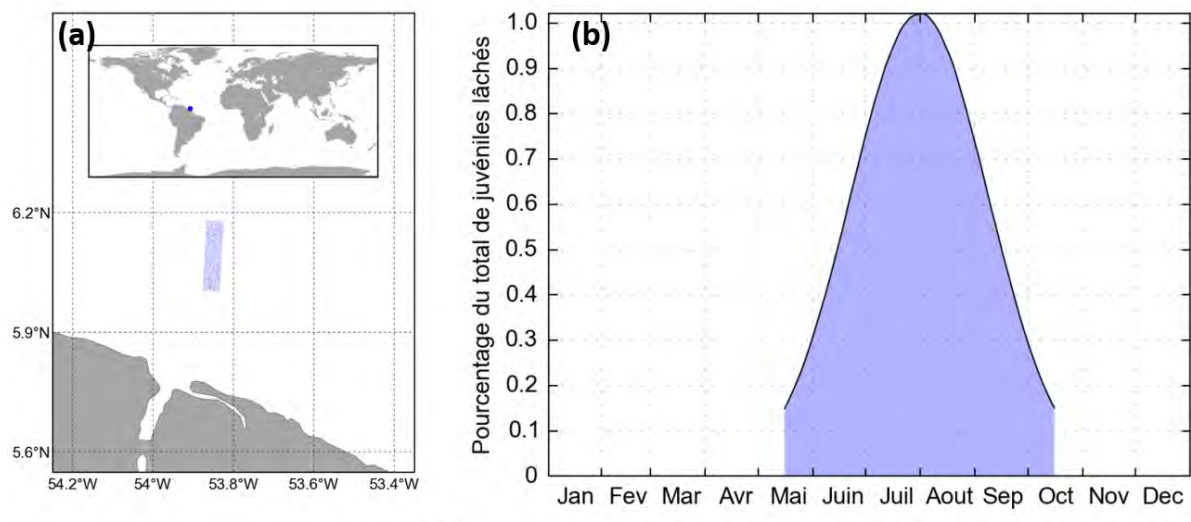 (a)
6.2°N
5.9°N
5.6°N
54.2°W 54°W 53.8°W 53.6°W 53.4°W
(b)
Pourcentage du total de juvéniles lâchés
1.0
0.9
0.8
0.7
0.6
0.5
0.4
0.3
0.2
0.1
0
Jan Fev Mar Avr Mai Juin Juil Aout Sep Oct Nov Dec